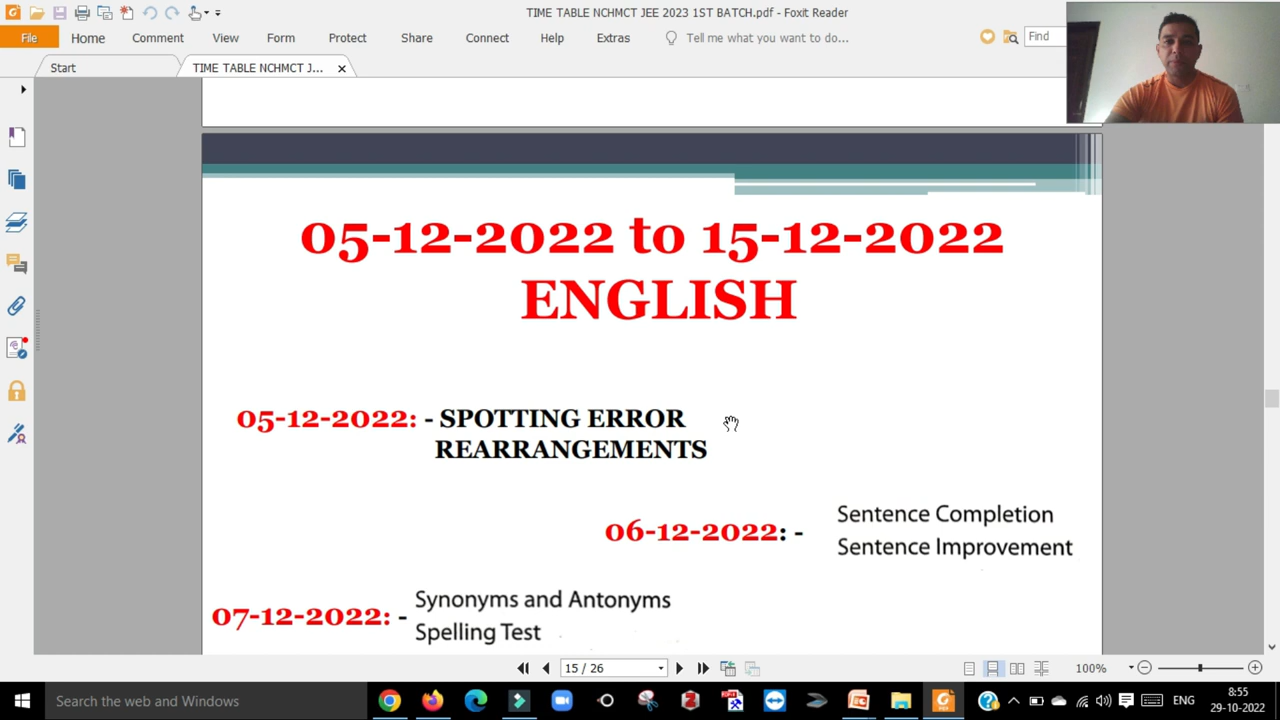 TIME TABLE NCHMCT JEE 2023 1ST BATCH.pdf - Foxit Reader
File Home Comment View Form Protect Share Connect Help Extras Tell me what you want to do... Find
Start TIME TABLE NCHMCT J...
05-12-2022 to 15-12-2022
ENGLISH
05-12-2022: - SPOTTING ERROR
REARRANGEMENTS
06-12-2022: - Sentence Completion
Sentence Improvement
07-12-2022: - Synonyms and Antonyms
Spelling Test
15 / 26 100%
Search the web and Windows ENG 8:55
29-10-2022